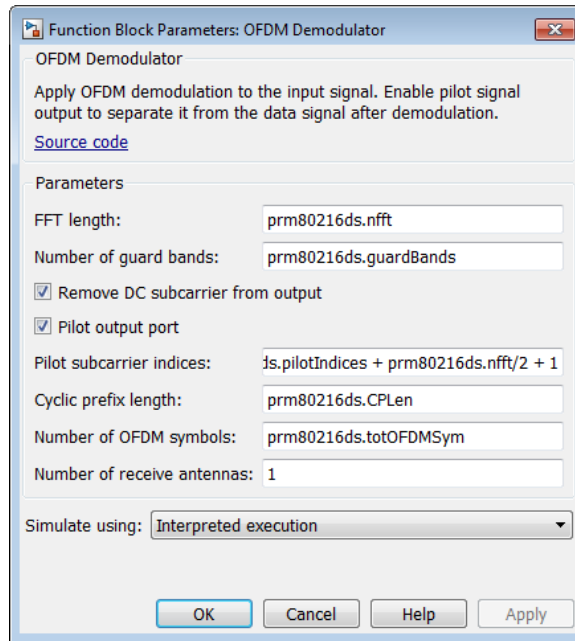 Function Block Parameters: OFDM Demodulator
OFDM Demodulator
Apply OFDM demodulation to the input signal. Enable pilot signal
output to separate it from the data signal after demodulation.
Source code
Parameters
FFT length: prm80216ds.nfft
Number of guard bands: prm80216ds.guardBands
Remove DC subcarrier from output
Pilot output port
Pilot subcarrier indices: ds.pilotIndices + prm80216ds.nfft/2 + 1
Cyclic prefix length: prm80216ds.CPLen
Number of OFDM symbols: prm80216ds.totOFDMSym
Number of receive antennas: 1
Simulate using: Interpreted execution
OK Cancel Help Apply